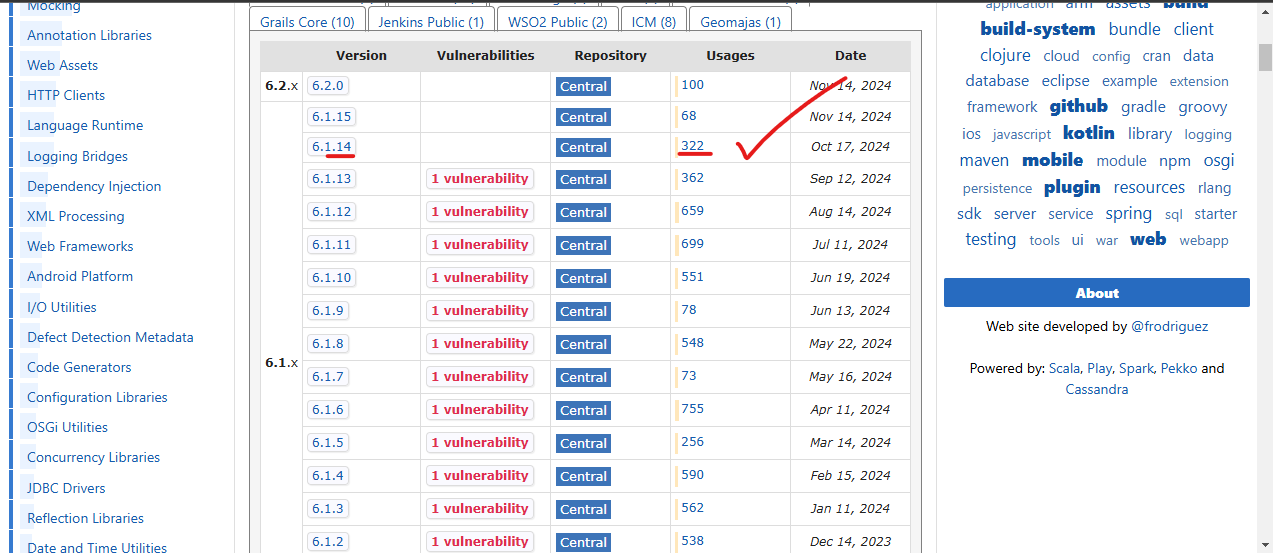 Mocking
Annotation Libraries
Web Assets
HTTP Clients
Language Runtime
Logging Bridges
Dependency Injection
XML Processing
Web Frameworks
Android Platform
I/O Utilities
Defect Detection Metadata
Code Generators
Configuration Libraries
OSGi Utilities
Concurrency Libraries
JDBC Drivers
Reflection Libraries
Date and Time Utilities
Grails Core (10) Jenkins Public (1) WSO2 Public (2) ICM (8) Geomajas (1)
Version Vulnerabilities Repository Usages Date
6.2.x 6.2.0 Central 100 Nov 14, 2024
6.1.15 Central 68 Nov 14, 2024
6.1.14 Central 322 Oct 17, 2024
6.1.13 1 vulnerability Central 362 Sep 12, 2024
6.1.12 1 vulnerability Central 659 Aug 14, 2024
6.1.11 1 vulnerability Central 699 Jul 11, 2024
6.1.10 1 vulnerability Central 551 Jun 19, 2024
6.1.9 1 vulnerability Central 78 Jun 13, 2024
6.1.8 1 vulnerability Central 548 May 22, 2024
6.1.x
6.1.7 1 vulnerability Central 73 May 16, 2024
6.1.6 1 vulnerability Central 755 Apr 11, 2024
6.1.5 1 vulnerability Central 256 Mar 14, 2024
6.1.4 1 vulnerability Central 590 Feb 15, 2024
6.1.3 1 vulnerability Central 562 Jan 11, 2024
6.1.2 1 vulnerability Central 538 Dec 14, 2023
application arm assets build
build-system bundle client
clojure cloud config cran data
database eclipse example extension
framework github gradle groovy
ios javascript kotlin library logging
maven mobile module npm osgi
persistence plugin resources rlang
sdk server service spring sql starter
testing tools ui war web webapp
About
Web site developed by @frodriguez
Powered by: Scala, Play, Spark, Pekko and
Cassandra